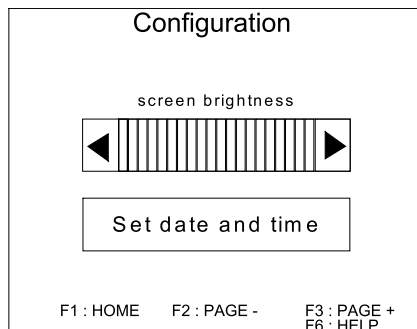 Configuration
screen brightness
Set date and time
F1 : HOME F2 : PAGE - F3 : PAGE +
F6 : HELP